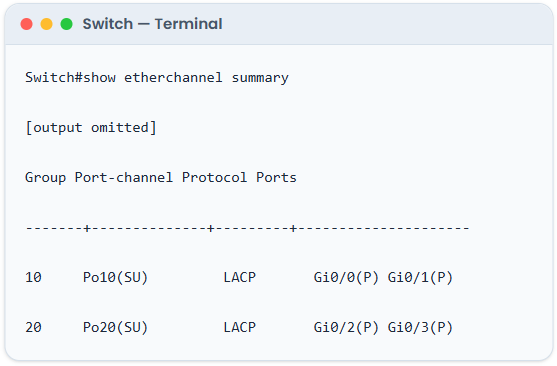 Switch — Terminal
Switch#show etherchannel summary
[output omitted]
Group Port-channel Protocol Ports
-------+--------------+---------+---------------------
10     Po10(SU)         LACP       Gi0/0(P) Gi0/1(P)
20     Po20(SU)         LACP       Gi0/2(P) Gi0/3(P)